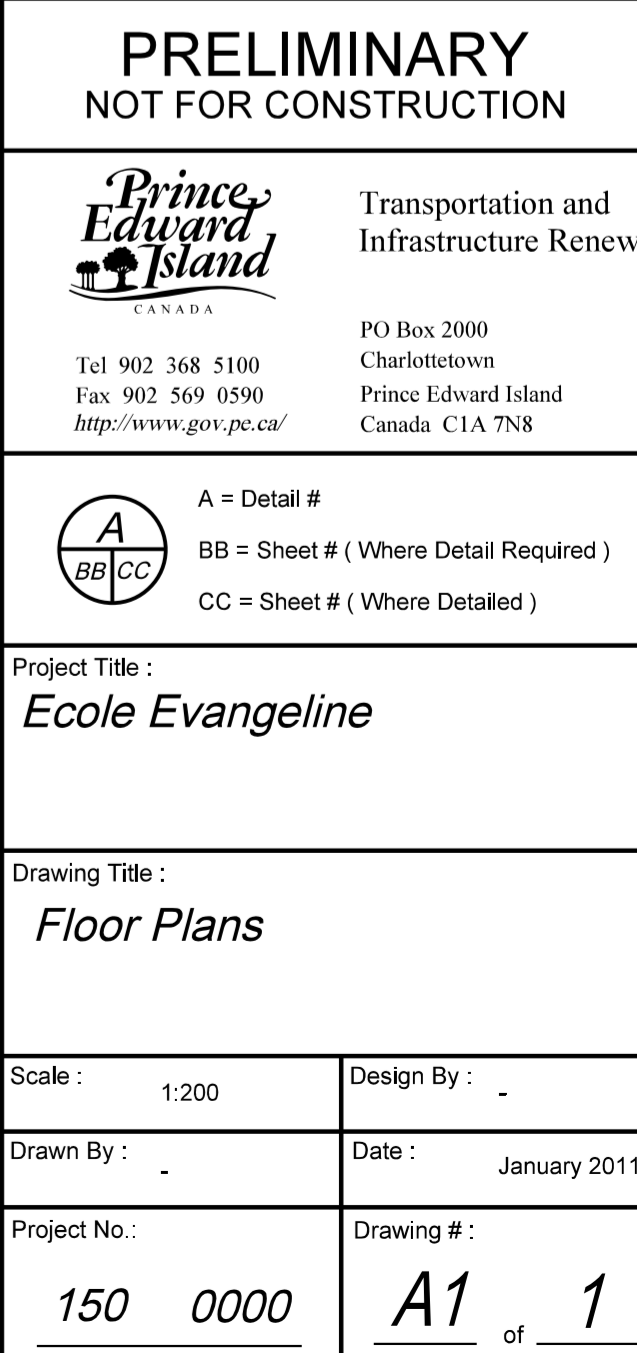 PRELIMINARY
NOT FOR CONSTRUCTION
Prince
Edward
Island
CANADA
Transportation and
Infrastructure Renew
Tel 902 368 5100
Fax 902 569 0590
http://www.gov.pe.ca/
PO Box 2000
Charlottetown
Prince Edward Island
Canada C1A 7N8
A
BB CC
A = Detail #
BB = Sheet # ( Where Detail Required )
CC = Sheet # ( Where Detailed )
Project Title :
Ecole Evangeline
Drawing Title :
Floor Plans
Scale :
1:200
Design By :
-
Drawn By :
-
Date :
January 2011
Project No.:
150 0000
Drawing # :
A1 of 1